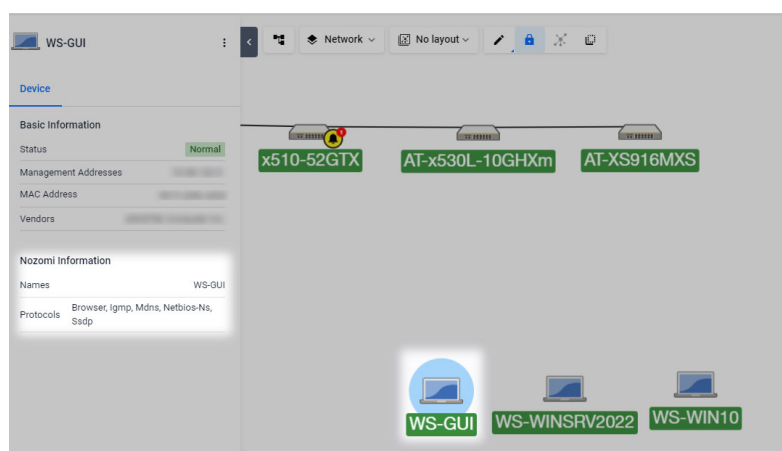 WS-GUI
Network
No layout
Device
Basic Information
Status Normal
Management Addresses
MAC Address
Vendors
Nozomi Information
Names WS-GUI
Protocols Browser, Igmp, Mdns, Netbios-Ns,
Ssdp
1
x510-52GTX
AT-x530L-10GHXm
AT-XS916MXS
WS-GUI
WS-WINSRV2022
WS-WIN10